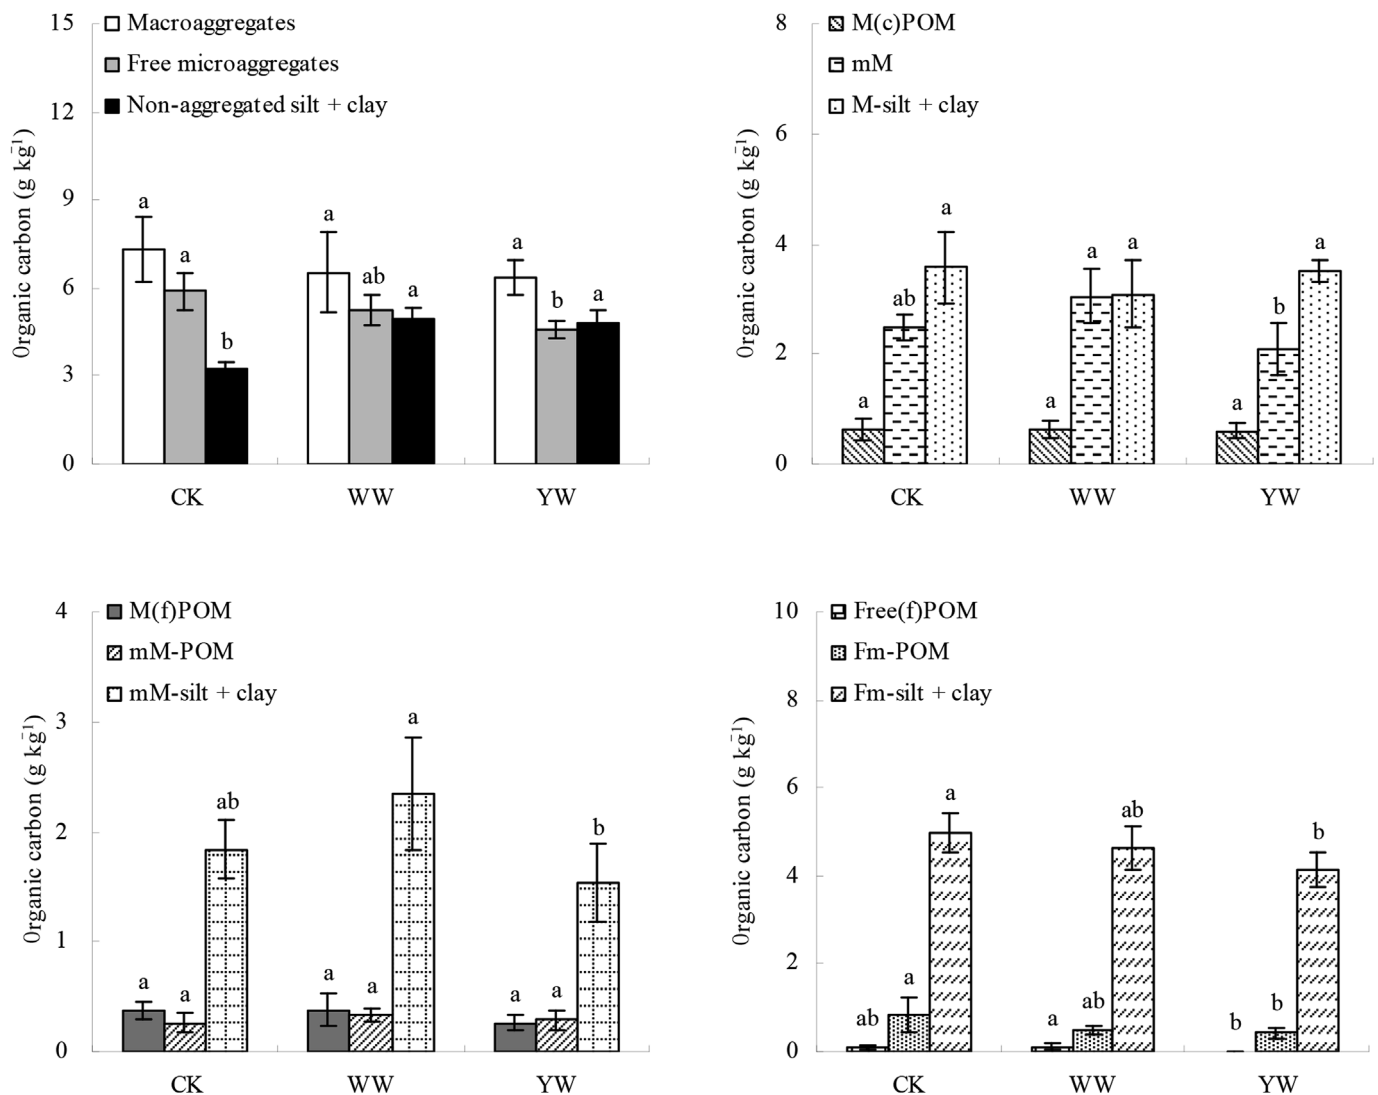 15
12
9
6
3
0
Organic carbon (g kg⁻¹)
Macroaggregates
Free microaggregates
Non-aggregated silt + clay
a
a
b
a
ab
a
a
b
a
CK
WW
YW
8
6
4
2
0
Organic carbon (g kg⁻¹)
M(c)POM
mM
M-silt + clay
a
ab
a
a
a
a
a
b
a
CK
WW
YW
4
3
2
1
0
Organic carbon (g kg⁻¹)
M(f)POM
mM-POM
mM-silt + clay
a
a
ab
a
a
a
a
a
b
CK
WW
YW
10
8
6
4
2
0
Organic carbon (g kg⁻¹)
Free(f)POM
Fm-POM
Fm-silt + clay
ab
a
a
a
ab
ab
b
b
b
CK
WW
YW